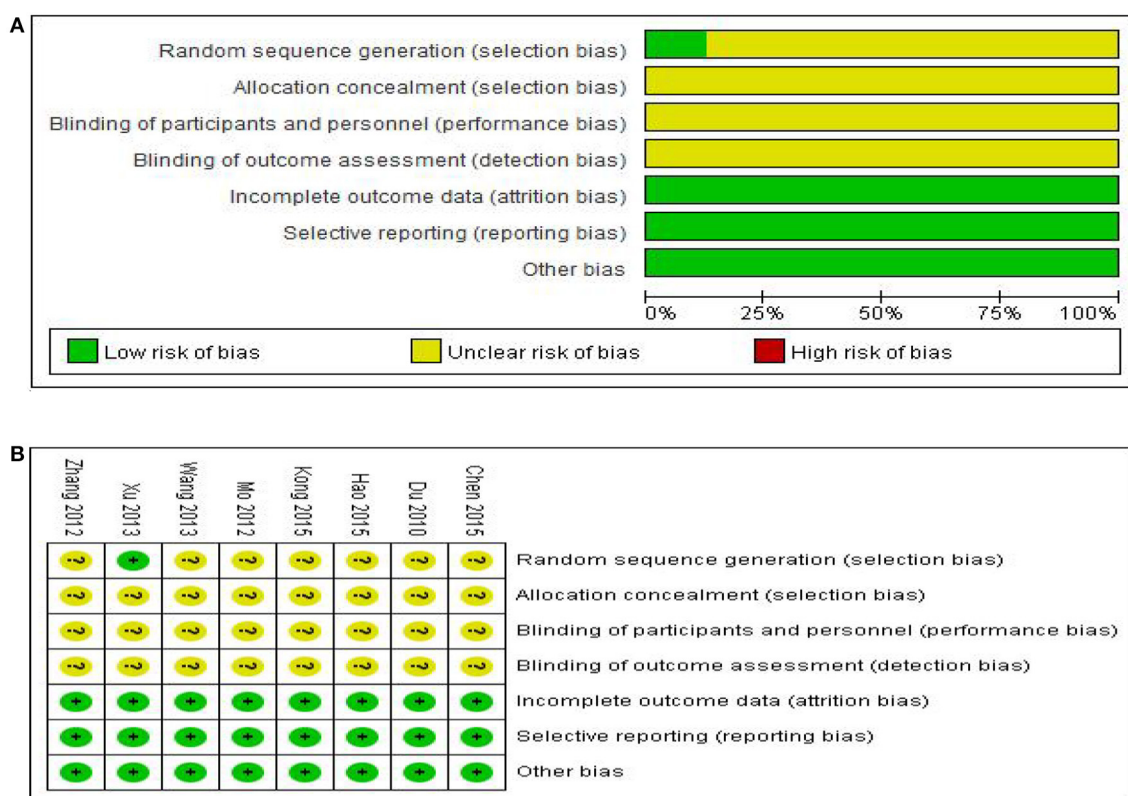 A
Random sequence generation (selection bias)
Allocation concealment (selection bias)
Blinding of participants and personnel (performance bias)
Blinding of outcome assessment (detection bias)
Incomplete outcome data (attrition bias)
Selective reporting (reporting bias)
Other bias
0% 25% 50% 75% 100%
Low risk of bias Unclear risk of bias High risk of bias
B
Zhang 2012 Xu 2013 Wang 2013 Mo 2012 Kong 2015 Hao 2015 Du 2010 Chen 2015
? + ? ? ? ? ? ? Random sequence generation (selection bias)
? ? ? ? ? ? ? ? Allocation concealment (selection bias)
? ? ? ? ? ? ? ? Blinding of participants and personnel (performance bias)
? ? ? ? ? ? ? ? Blinding of outcome assessment (detection bias)
+ + + + + + + + Incomplete outcome data (attrition bias)
+ + + + + + + + Selective reporting (reporting bias)
+ + + + + + + + Other bias